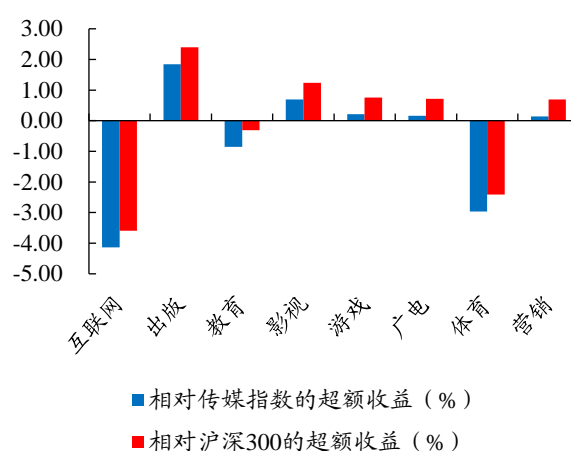 3.00
2.00
1.00
0.00
-1.00
-2.00
-3.00
-4.00
-5.00
互联网
出版
教育
影视
游戏
广电
体育
营销
相对传媒指数的超额收益（%）
相对沪深300的超额收益（%）